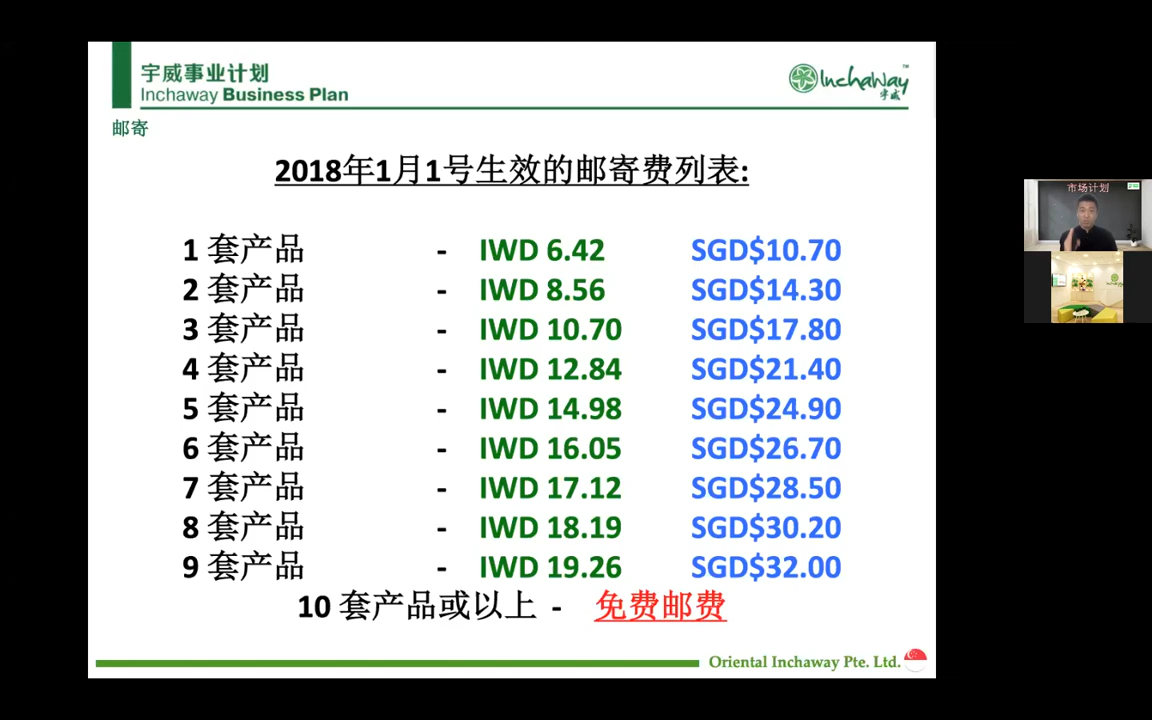 宇威事业计划
Inchaway Business Plan
Inchaway™
宇威
邮寄
2018年1月1号生效的邮寄费列表:
1 套产品 - IWD 6.42 SGD$10.70
2 套产品 - IWD 8.56 SGD$14.30
3 套产品 - IWD 10.70 SGD$17.80
4 套产品 - IWD 12.84 SGD$21.40
5 套产品 - IWD 14.98 SGD$24.90
6 套产品 - IWD 16.05 SGD$26.70
7 套产品 - IWD 17.12 SGD$28.50
8 套产品 - IWD 18.19 SGD$30.20
9 套产品 - IWD 19.26 SGD$32.00
10 套产品或以上 - 免费邮费
Oriental Inchaway Pte. Ltd.
市场计划